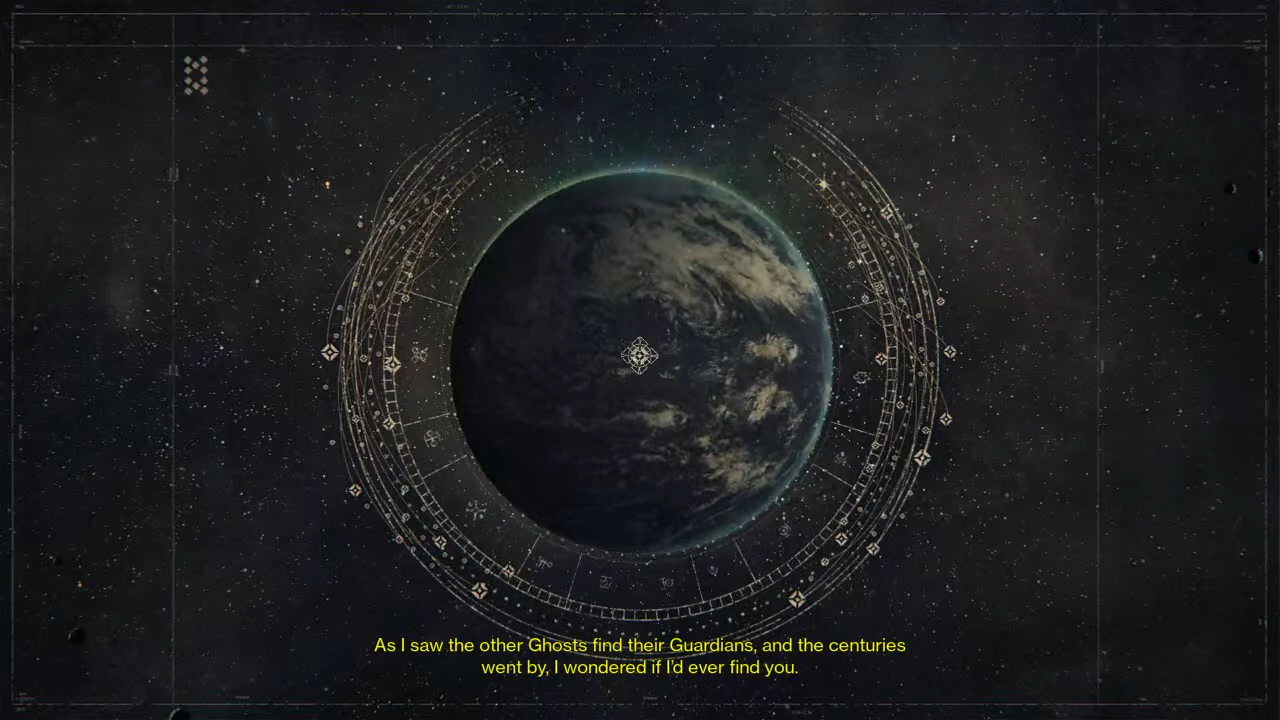 As I saw the other Ghosts find their Guardians, and the centuries
went by, I wondered if I'd ever find you.